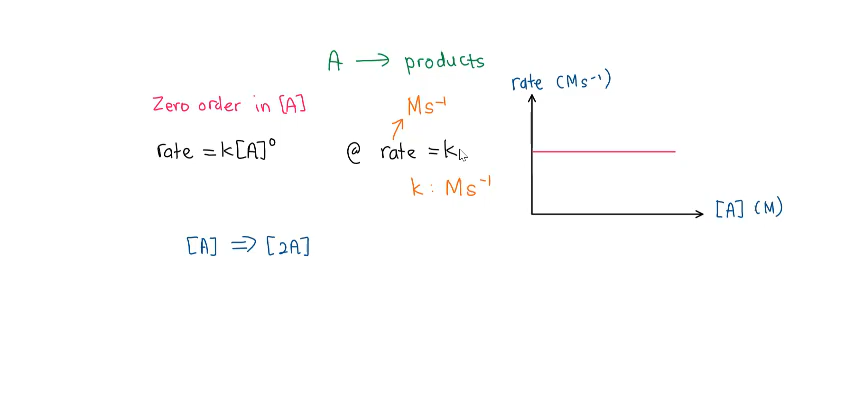 A → products
Zero order in [A]
rate = k[A]⁰
Ms⁻¹
@ rate = k
k : Ms⁻¹
[A] ⇒ [2A]
rate (Ms⁻¹)
[A] (M)